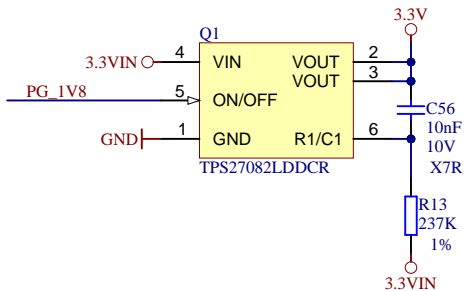 Q1
3.3V
3.3VIN
4
VIN
VOUT
2
VOUT
3
PG_1V8
5
ON/OFF
C56
10nF
10V
X7R
GND
1
GND
R1/C1
6
TPS27082LDDCR
R13
237K
1%
3.3VIN